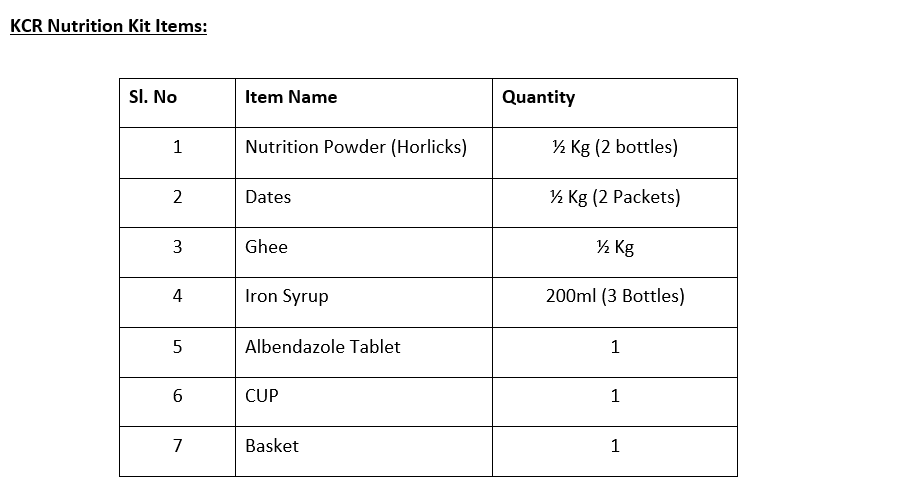 KCR Nutrition Kit Items:
Sl. No Item Name Quantity
1 Nutrition Powder (Horlicks) ½ Kg (2 bottles)
2 Dates ½ Kg (2 Packets)
3 Ghee ½ Kg
4 Iron Syrup 200ml (3 Bottles)
5 Albendazole Tablet 1
6 CUP 1
7 Basket 1